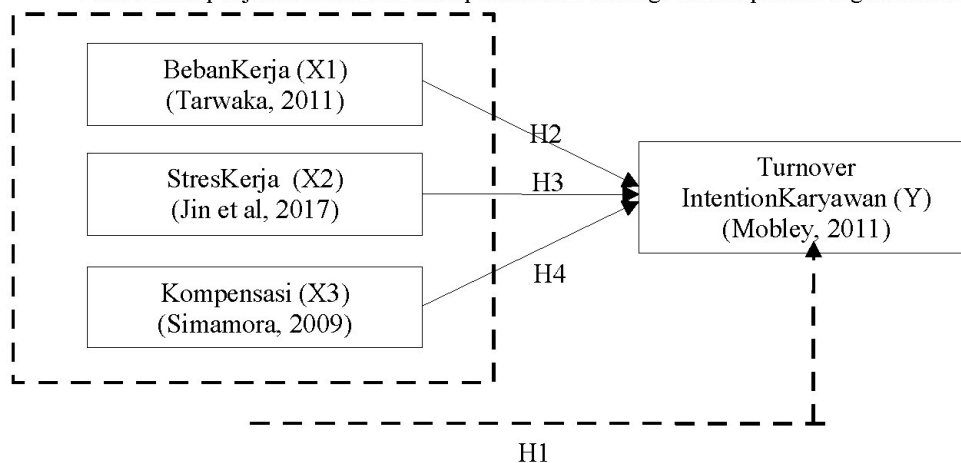 BebanKerja (X1)
(Tarwaka, 2011)
H2
StresKerja (X2)
(Jin et al, 2017)
H3
Turnover
IntentionKaryawan (Y)
(Mobley, 2011)
Kompensasi (X3)
(Simamora, 2009)
H4
H1